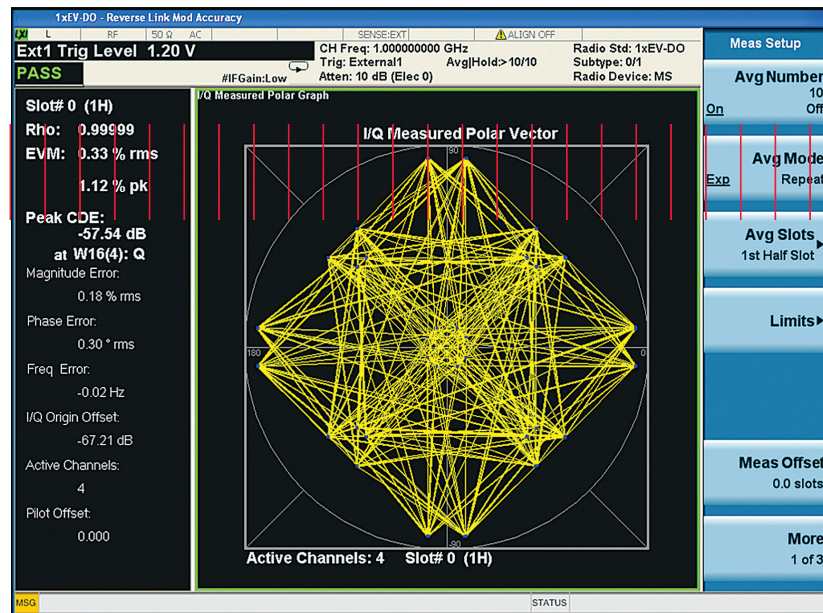 1xEV-DO - Reverse Link Mod Accuracy
LXI L RF 50 Ω AC SENSE:EXT ALIGN OFF
Ext1 Trig Level 1.20 V
PASS
#IFGain:Low
CH Freq: 1.000000000 GHz
Trig: External1 Avg|Hold:>10/10
Atten: 10 dB (Elec 0)
Radio Std: 1xEV-DO
Subtype: 0/1
Radio Device: MS
Slot# 0 (1H)
Rho: 0.99999
EVM: 0.33 % rms
1.12 % pk
Peak CDE:
-57.54 dB
at W16(4): Q
Magnitude Error:
0.18 % rms
Phase Error:
0.30 ° rms
Freq Error:
-0.02 Hz
I/Q Origin Offset:
-67.21 dB
Active Channels:
4
Pilot Offset:
0.000
I/Q Measured Polar Graph
I/Q Measured Polar Vector
90
180
0
-90
Active Channels: 4 Slot# 0 (1H)
Meas Setup
Avg Number
10
On Off
Avg Mode
Exp Repeat
Avg Slots
1st Half Slot
Limits
Meas Offset
0.0 slots
More
1 of 3
MSG
STATUS